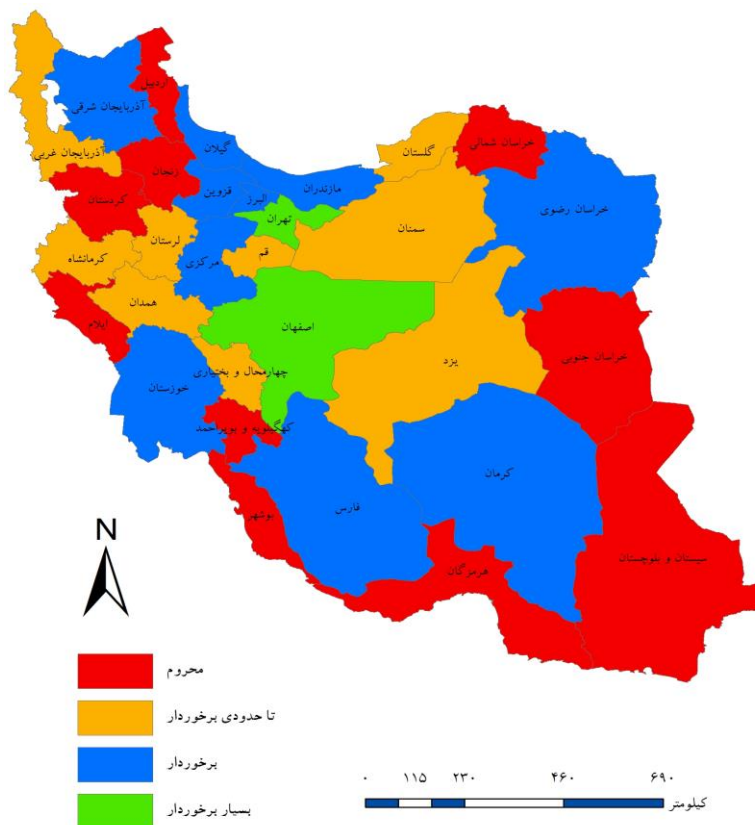 اردبیل
آذربایجان شرقی
آذربایجان غربی
گیلان
زنجان
کردستان
قزوین
البرز
مازندران
تهران
گلستان
خراسان شمالی
خراسان رضوی
سمنان
لرستان
کرمانشاه
مرکزی
قم
همدان
ایلام
اصفهان
چهارمحال و بختیاری
خوزستان
یزد
خراسان جنوبی
کهگیلویه و بویراحمد
کرمان
فارس
بوشهر
هرمزگان
سیستان و بلوچستان
N
محروم
تا حدودی برخوردار
برخوردار
بسیار برخوردار
۰ ۱۱۵ ۲۳۰ ۴۶۰ ۶۹۰
کیلومتر